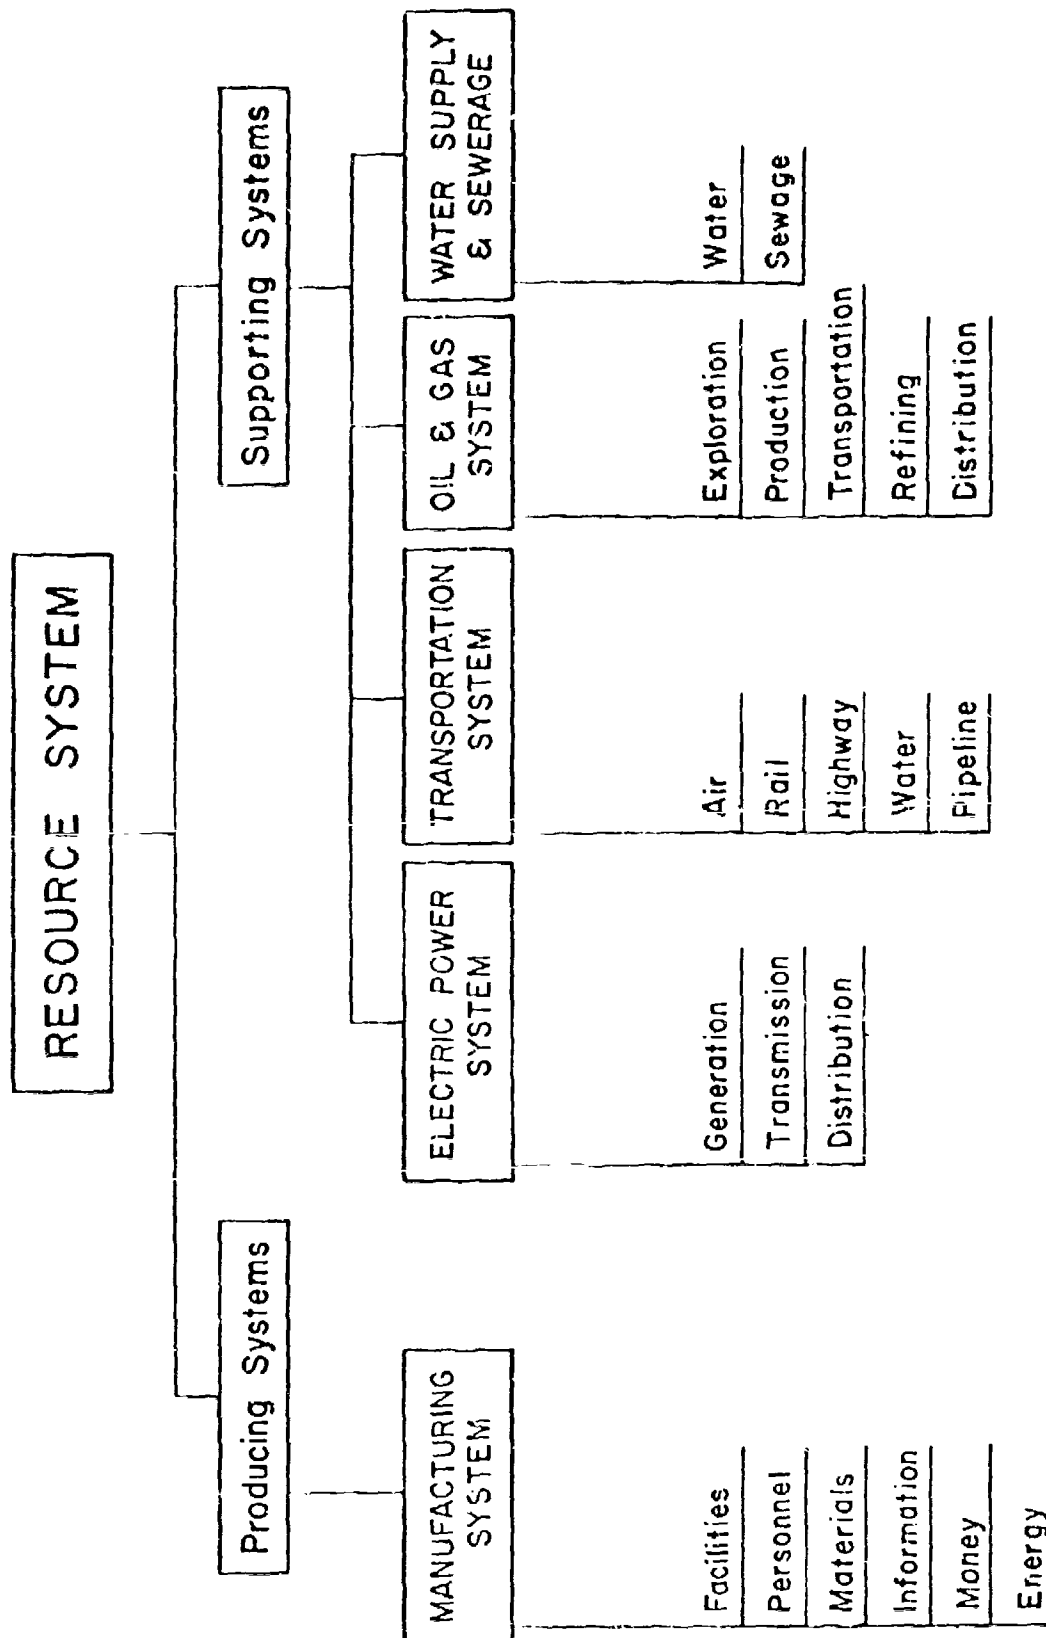 RESOURCE SYSTEM
Producing Systems
Supporting Systems
MANUFACTURING
SYSTEM
ELECTRIC POWER
SYSTEM
TRANSPORTATION
SYSTEM
OIL & GAS
SYSTEM
WATER SUPPLY
& SEWERAGE
Facilities
Personnel
Materials
Information
Money
Energy
Generation
Transmission
Distribution
Air
Rail
Highway
Water
Pipeline
Exploration
Production
Transportation
Refining
Distribution
Water
Sewage